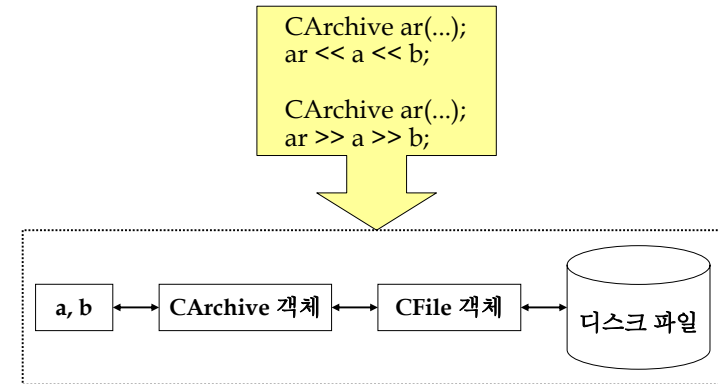 CArchive ar(...);
ar << a << b;
CArchive ar(...);
ar >> a >> b;
a, b
CArchive 객체
CFile 객체
디스크 파일